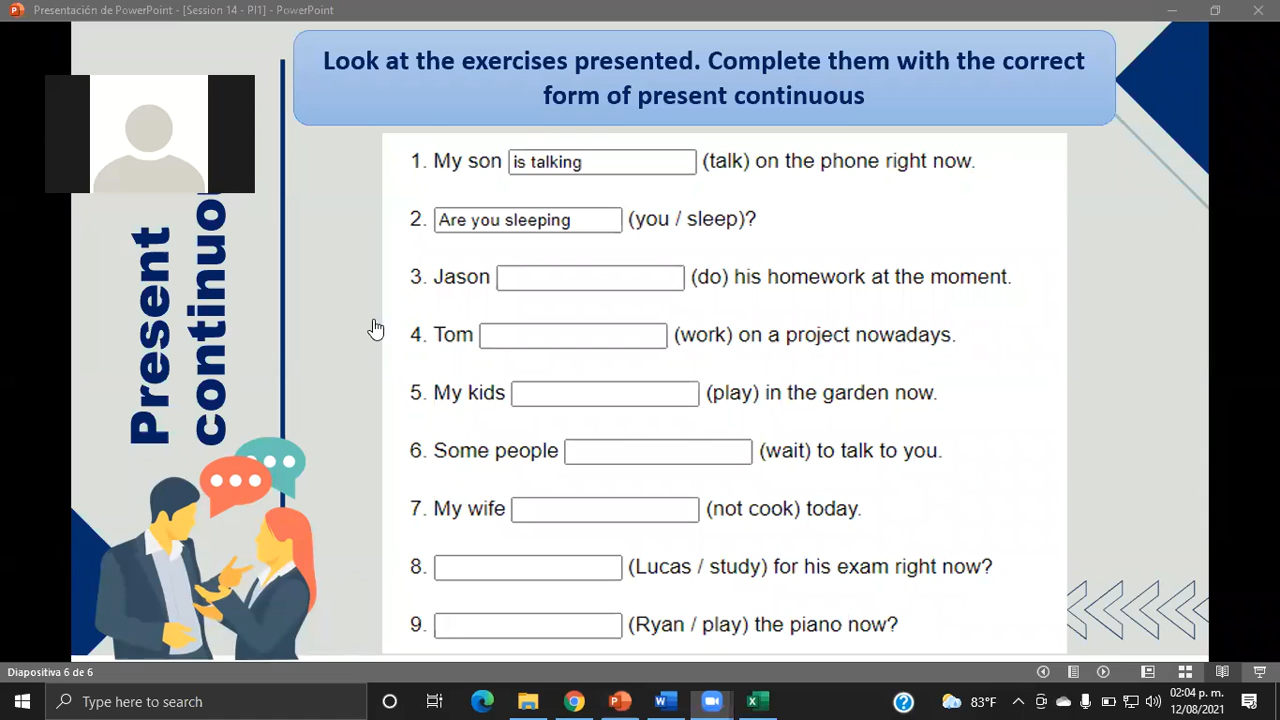 Presentación de PowerPoint - [Session 14 - PI1] - PowerPoint
Look at the exercises presented. Complete them with the correct
form of present continuous
Present
continuou
1. My son is talking (talk) on the phone right now.
2. Are you sleeping (you / sleep)?
3. Jason (do) his homework at the moment.
4. Tom (work) on a project nowadays.
5. My kids (play) in the garden now.
6. Some people (wait) to talk to you.
7. My wife (not cook) today.
8. (Lucas / study) for his exam right now?
9. (Ryan / play) the piano now?
Diapositiva 6 de 6
Type here to search
83°F
02:04 p. m.
12/08/2021